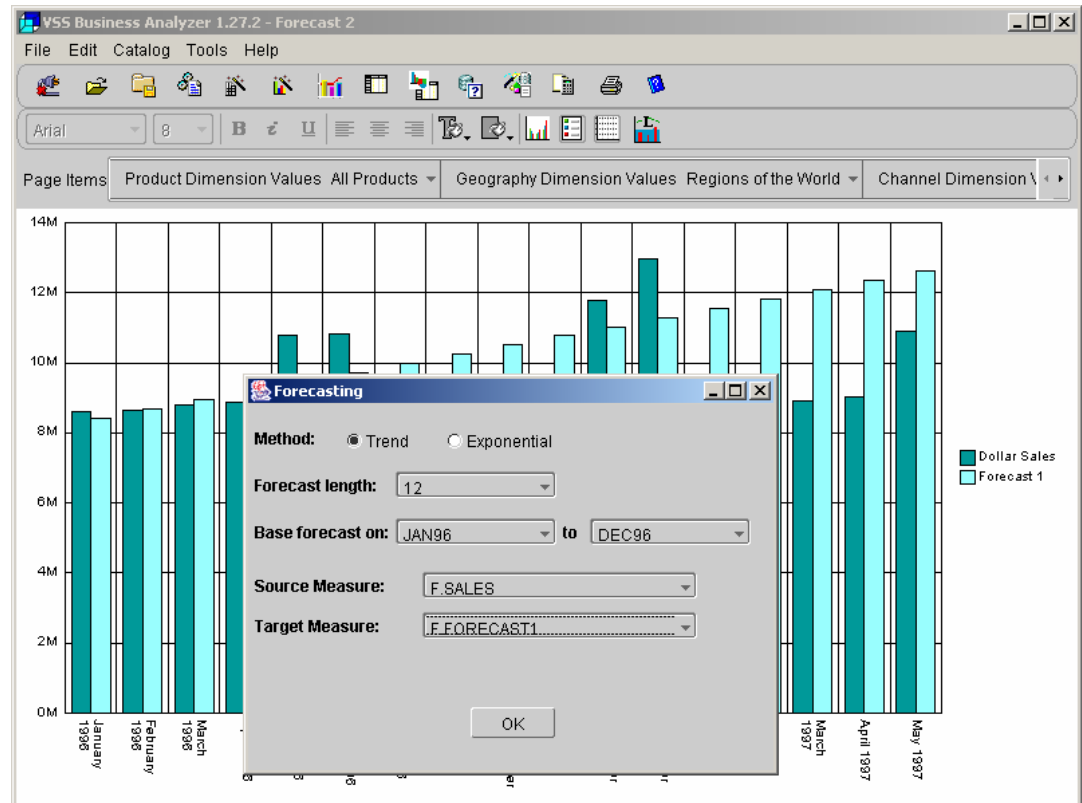 VSS Business Analyzer 1.27.2 - Forecast 2
File Edit Catalog Tools Help
Arial 8 B i U
Page Items Product Dimension Values All Products Geography Dimension Values Regions of the World Channel Dimension
14M
12M
10M
8M
6M
4M
2M
0M
Dollar Sales
Forecast 1
Forecasting
Method: Trend Exponential
Forecast length: 12
Base forecast on: JAN96 to DEC96
Source Measure: F.SALES
Target Measure: F.FORECAST1
OK
January 1996
February 1996
March 1996
March 1997
April 1997
May 1997